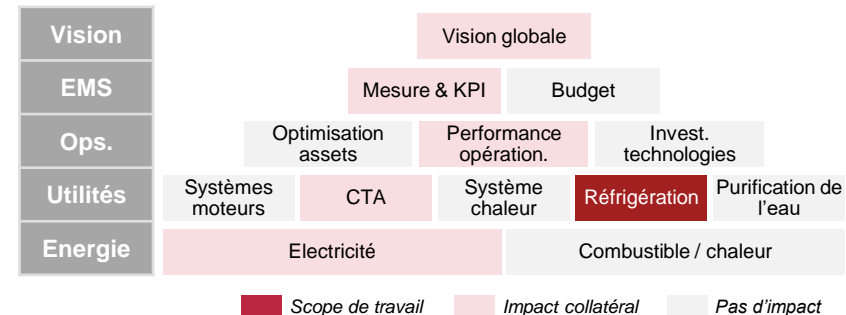 Vision
Vision globale
EMS
Mesure & KPI
Budget
Ops.
Optimisation
assets
Performance
opération.
Invest.
technologies
Utilités
Systèmes
moteurs
CTA
Système
chaleur
Réfrigération
Purification de
l'eau
Energie
Electricité
Combustible / chaleur
Scope de travail
Impact collatéral
Pas d'impact